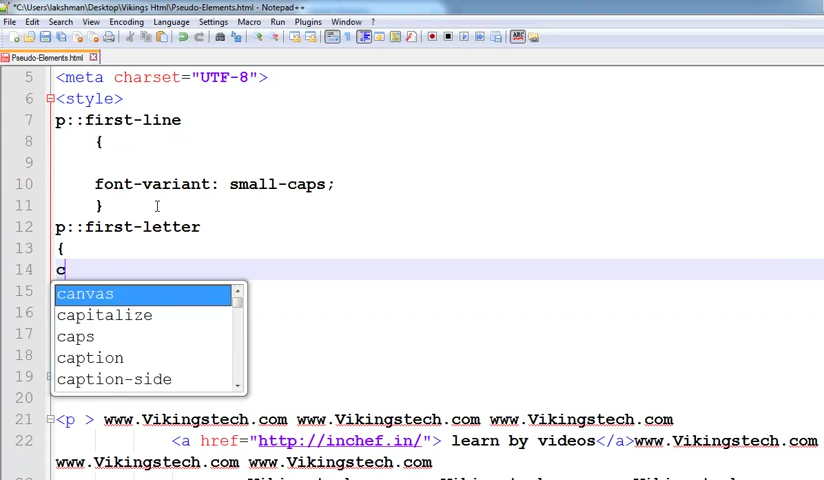 *C:\Users\lakshman\Desktop\Vikings Html\Pseudo-Elements.html - Notepad++
File Edit Search View Encoding Language Settings Macro Run Plugins Window ?
Pseudo-Elements.html
5 <meta charset="UTF-8">
6 <style>
7 p::first-line
8 {
9
10 font-variant: small-caps;
11 }
12 p::first-letter
13 {
14 c
15 canvas
16 capitalize
17 caps
18 caption
19 caption-side
20
21 <p > www.Vikingstech.com www.Vikingstech.com www.Vikingstech.com
22 <a href="http://inchef.in/"> learn by videos</a>www.Vikingstech.com
www.Vikingstech.com www.Vikingstech.com